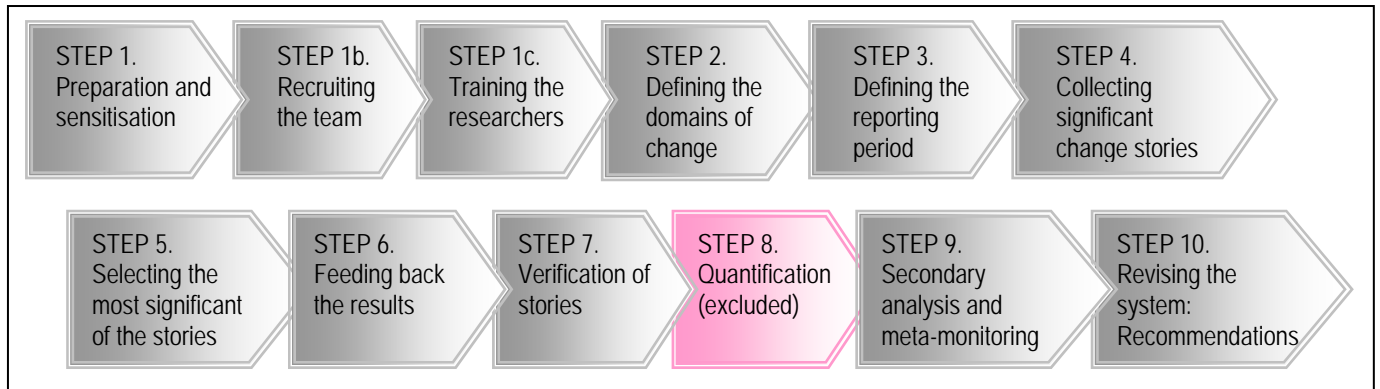 STEP 1.
Preparation and
sensitisation
STEP 1b.
Recruiting
the team
STEP 1c.
Training the
researchers
STEP 2.
Defining the
domains of
change
STEP 3.
Defining the
reporting
period
STEP 4.
Collecting
significant
change stories
STEP 5.
Selecting the
most significant
of the stories
STEP 6.
Feeding back
the results
STEP 7.
Verification of
stories
STEP 8.
Quantification
(excluded)
STEP 9.
Secondary
analysis and
meta-monitoring
STEP 10.
Revising the
system:
Recommendations